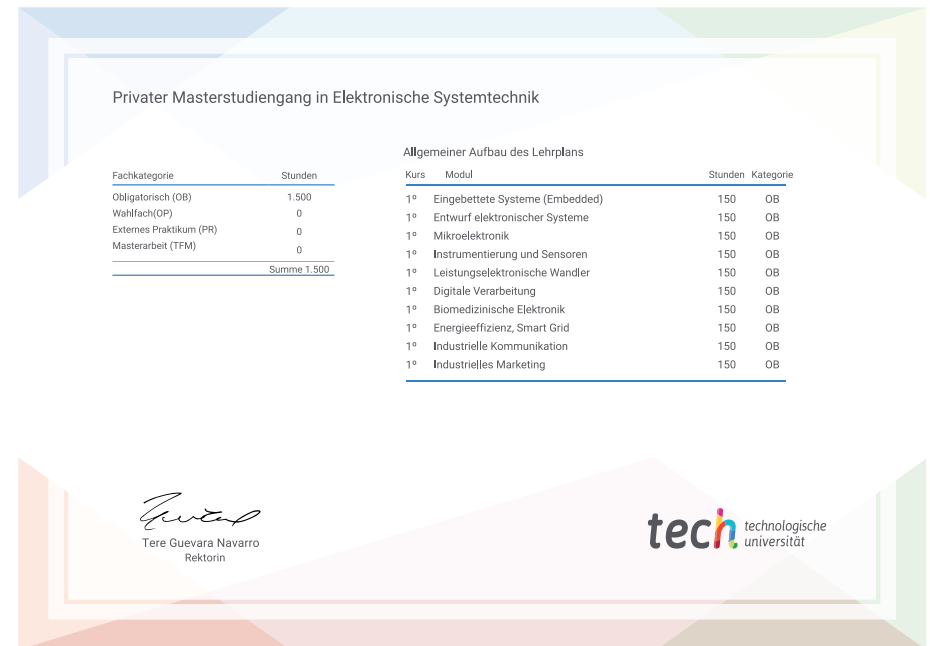 Privater Masterstudiengang in Elektronische Systemtechnik
Fachkategorie Stunden
Obligatorisch (OB) 1.500
Wahlfach(OP) 0
Externes Praktikum (PR) 0
Masterarbeit (TFM) 0
Summe 1.500
Allgemeiner Aufbau des Lehrplans
Kurs Modul Stunden Kategorie
1º Eingebettete Systeme (Embedded) 150 OB
1º Entwurf elektronischer Systeme 150 OB
1º Mikroelektronik 150 OB
1º Instrumentierung und Sensoren 150 OB
1º Leistungselektronische Wandler 150 OB
1º Digitale Verarbeitung 150 OB
1º Biomedizinische Elektronik 150 OB
1º Energieeffizienz, Smart Grid 150 OB
1º Industrielle Kommunikation 150 OB
1º Industrielles Marketing 150 OB
Tere Guevara Navarro
Rektorin
tech technologische
universität